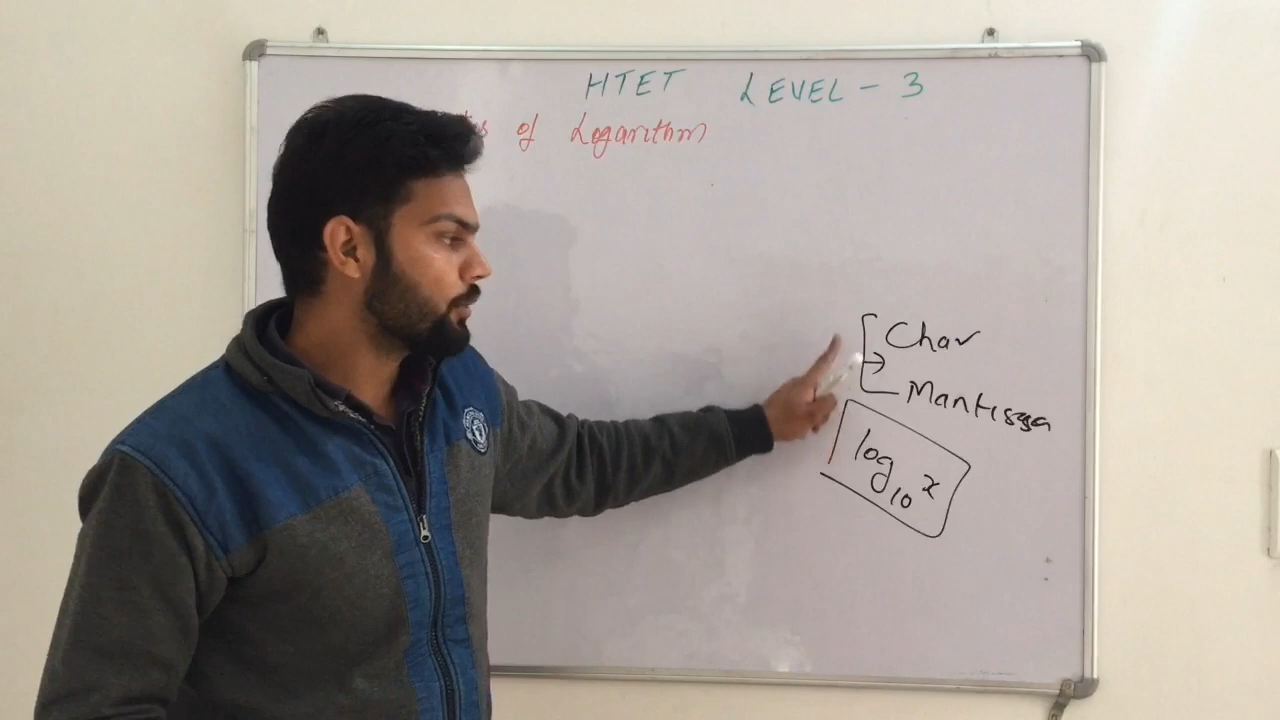 HTET LEVEL - 3
of Logarithm
Char
Mantissa
log₁₀ x